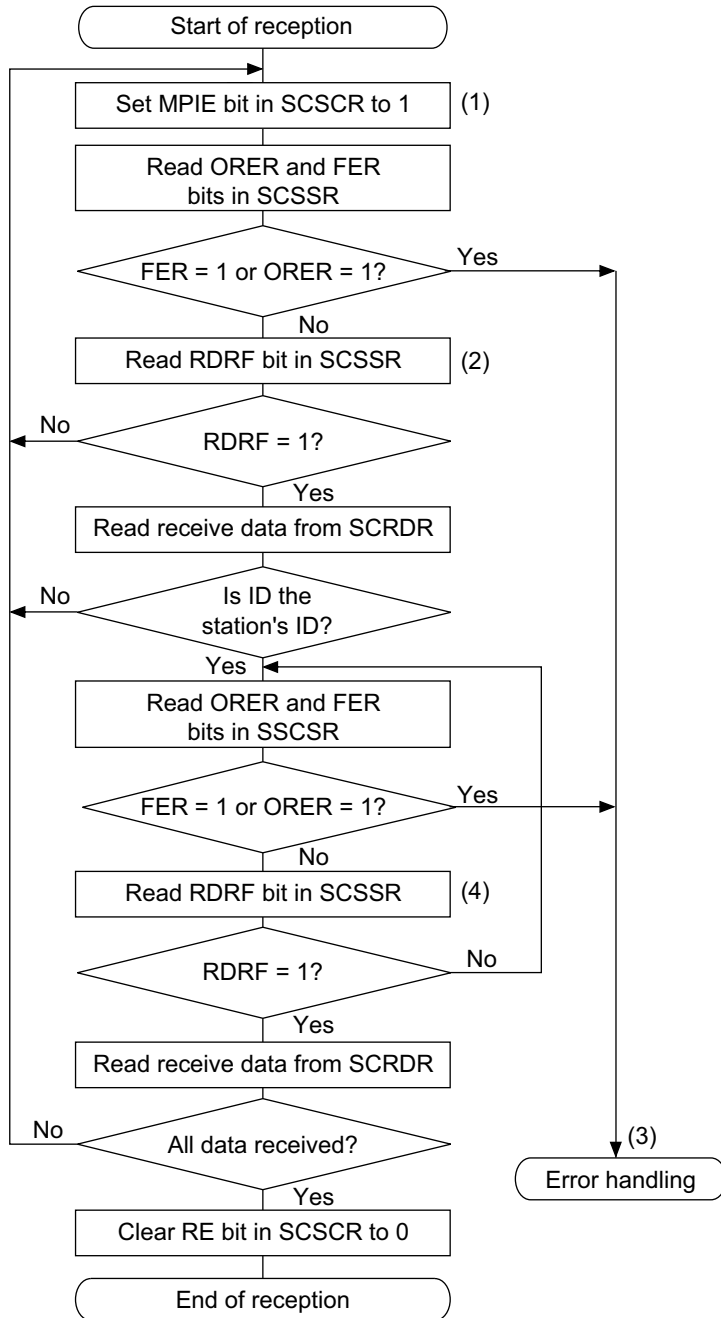 Start of reception
Set MPIE bit in SCSCR to 1
(1)
Read ORER and FER
bits in SCSSR
FER = 1 or ORER = 1?
Yes
No
Read RDRF bit in SCSSR
(2)
No
RDRF = 1?
Yes
Read receive data from SCRDR
No
Is ID the
station's ID?
Yes
Read ORER and FER
bits in SSCSR
FER = 1 or ORER = 1?
Yes
No
Read RDRF bit in SCSSR
(4)
RDRF = 1?
No
Yes
Read receive data from SCRDR
No
All data received?
(3)
Error handling
Yes
Clear RE bit in SCSCR to 0
End of reception